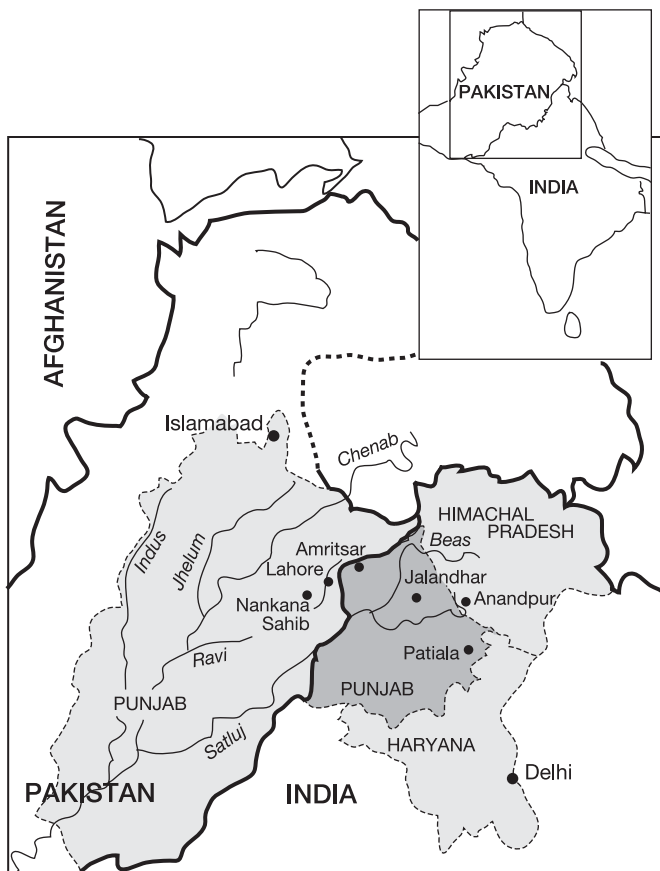 PAKISTAN
INDIA
AFGHANISTAN
Islamabad
Chenab
HIMACHAL
PRADESH
Indus
Jhelum
Amritsar
Beas
Lahore
Jalandhar
Nankana
Sahib
Anandpur
Ravi
Patiala
PUNJAB
PUNJAB
Satluj
HARYANA
Delhi
PAKISTAN
INDIA